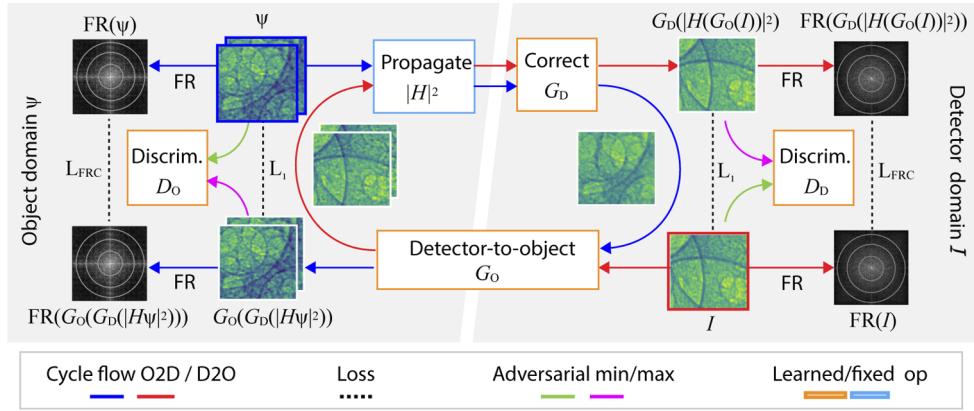 FR(ψ)
ψ
G_D(|H(G_O(I))|²)
FR(G_D(|H(G_O(I))|²)
Object domain ψ
FR
Propagate
|H|²
Correct
G_D
FR
Detector domain I
L_FRC
Discrim.
D_O
L₁
L₁
Discrim.
D_D
L_FRC
Detector-to-object
G_O
FR
FR
FR(G_O(G_D(|Hψ|²)))
G_O(G_D(|Hψ|²))
I
FR(I)
Cycle flow O2D / D2O
Loss
Adversarial min/max
Learned/fixed op